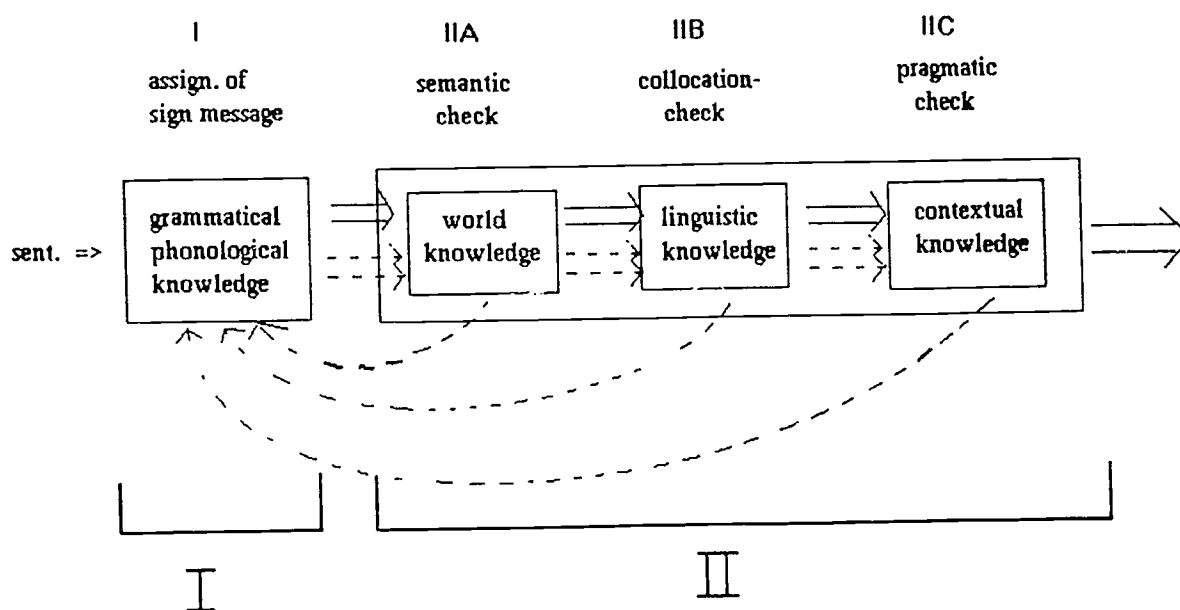 I
IIA
IIB
IIC
assign. of
sign message
semantic
check
collocation-
check
pragmatic
check
sent. =>
grammatical
phonological
knowledge
world
knowledge
linguistic
knowledge
contextual
knowledge
I
II